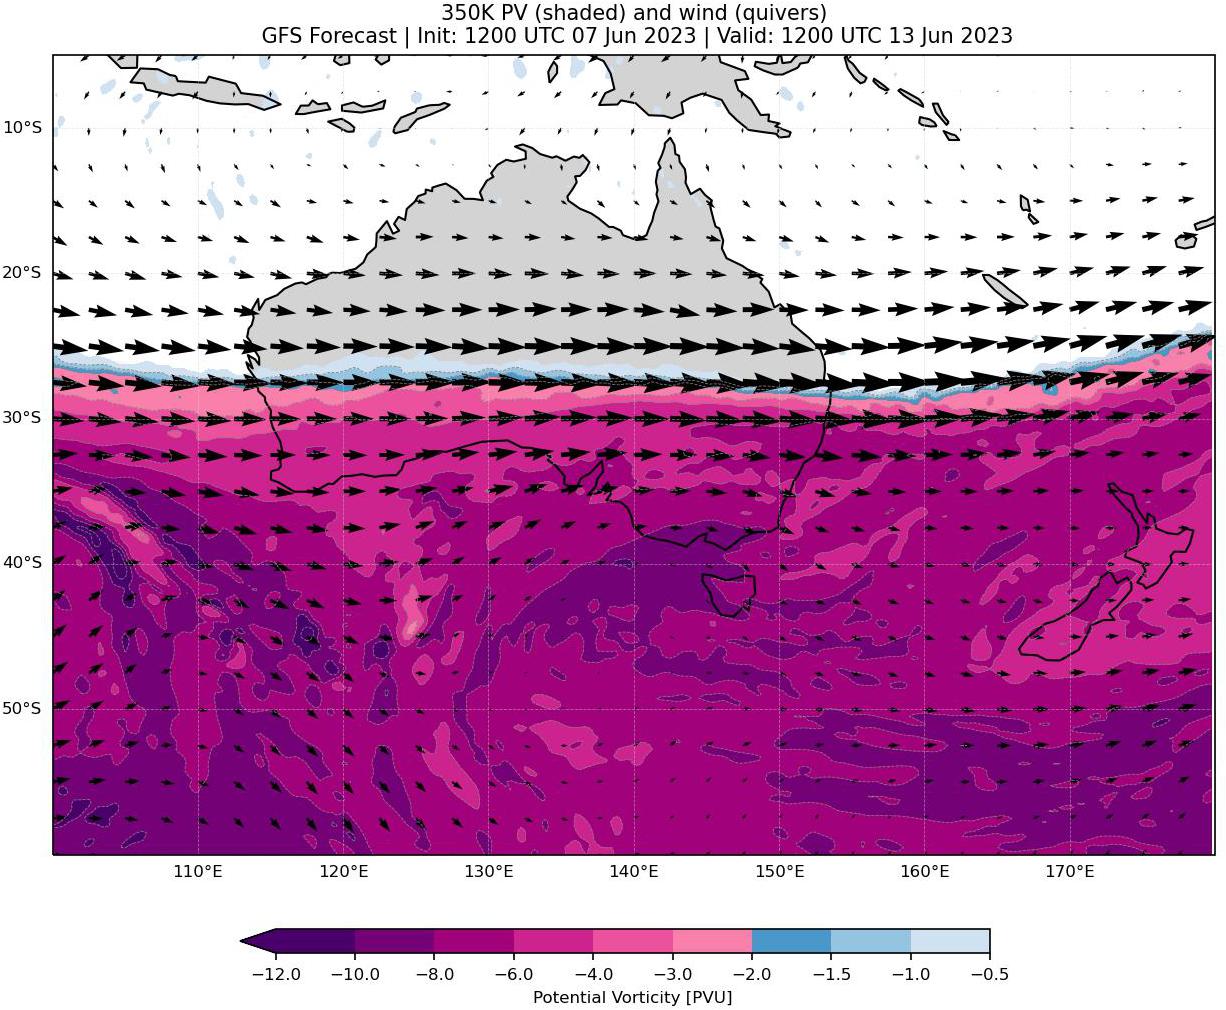 350K PV (shaded) and wind (quivers)
GFS Forecast | Init: 1200 UTC 07 Jun 2023 | Valid: 1200 UTC 13 Jun 2023
10°S
20°S
30°S
40°S
50°S
110°E 120°E 130°E 140°E 150°E 160°E 170°E
−12.0 −10.0 −8.0 −6.0 −4.0 −3.0 −2.0 −1.5 −1.0 −0.5
Potential Vorticity [PVU]